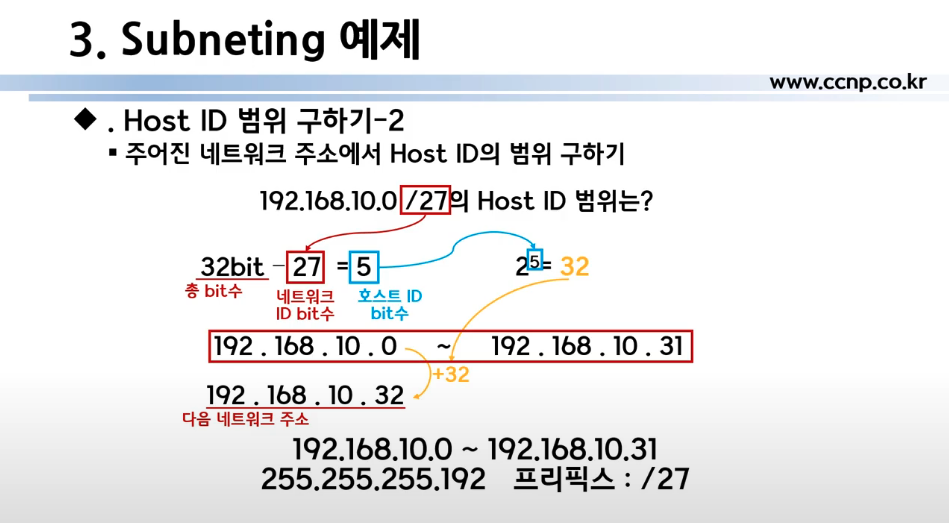 3. Subneting 예제
www.ccnp.co.kr
◆ . Host ID 범위 구하기-2
▪ 주어진 네트워크 주소에서 Host ID의 범위 구하기
192.168.10.0 /27의 Host ID 범위는?
32bit - 27 = 5 2^5 = 32
총 bit수 네트워크 호스트 ID
ID bit수 bit수
192 . 168 . 10 . 0 ~ 192 . 168 . 10 . 31
+32
192 . 168 . 10 . 32
다음 네트워크 주소
192.168.10.0 ~ 192.168.10.31
255.255.255.192 프리픽스 : /27